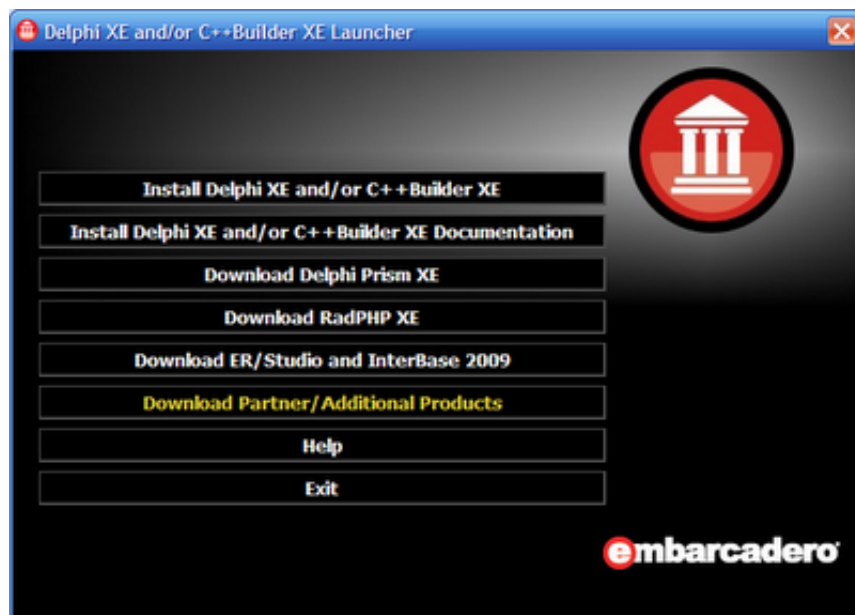 Delphi XE and/or C++Builder XE Launcher
Install Delphi XE and/or C++Builder XE
Install Delphi XE and/or C++Builder XE Documentation
Download Delphi Prism XE
Download RadPHP XE
Download ER/Studio and InterBase 2009
Download Partner/Additional Products
Help
Exit
embarcadero